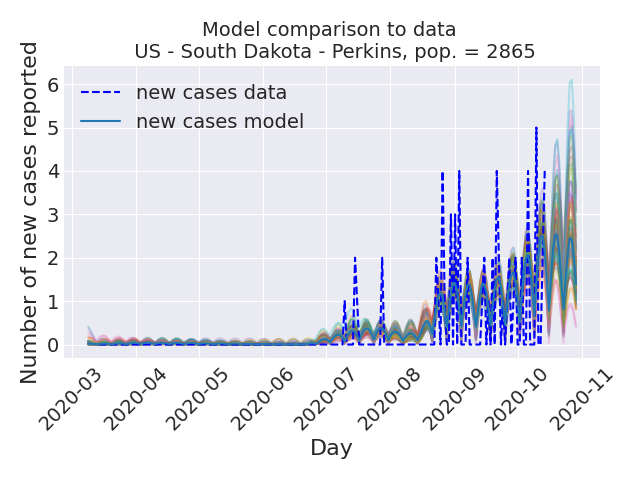 Model comparison to data
US - South Dakota - Perkins, pop. = 2865
Number of new cases reported
6
5
4
3
2
1
0
new cases data
new cases model
2020-03
2020-04
2020-05
2020-06
2020-07
2020-08
2020-09
2020-10
2020-11
Day